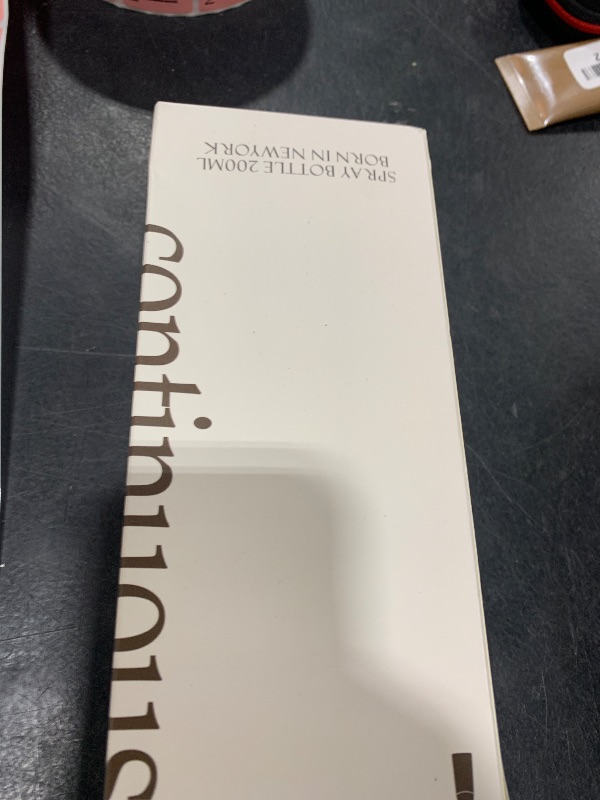 SPRAY BOTTLE 200ML
BORN IN NEWYORK
continuous